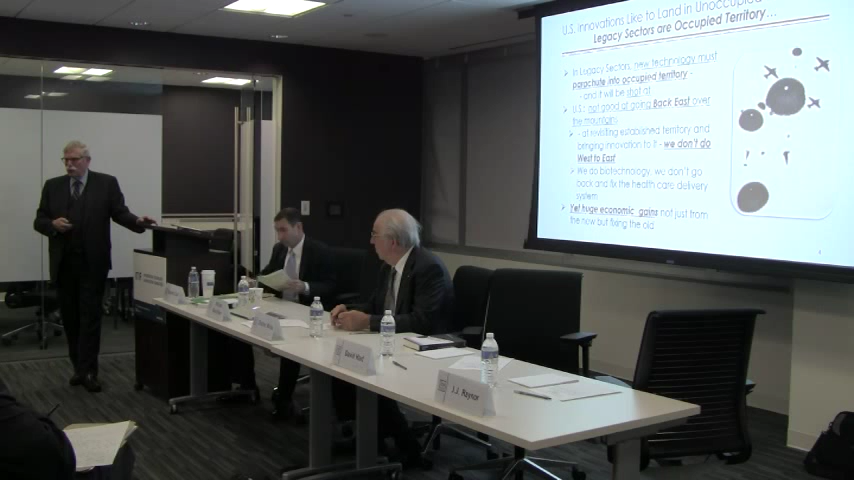 U.S. Innovations Like to Land in Unoccupied
Legacy Sectors are Occupied Territory…
In Legacy Sectors, new technology must
parachute into occupied territory -
- and it will be shot at
U.S.: not good at going Back East over
the mountains
- at revisiting established territory and
bringing innovation to it - we don't do
West to East
We do biotechnology, we don't go
back and fix the health care delivery
system
Yet huge economic gains not just from
the new but fixing the old
David Hart
J.J. Raynor